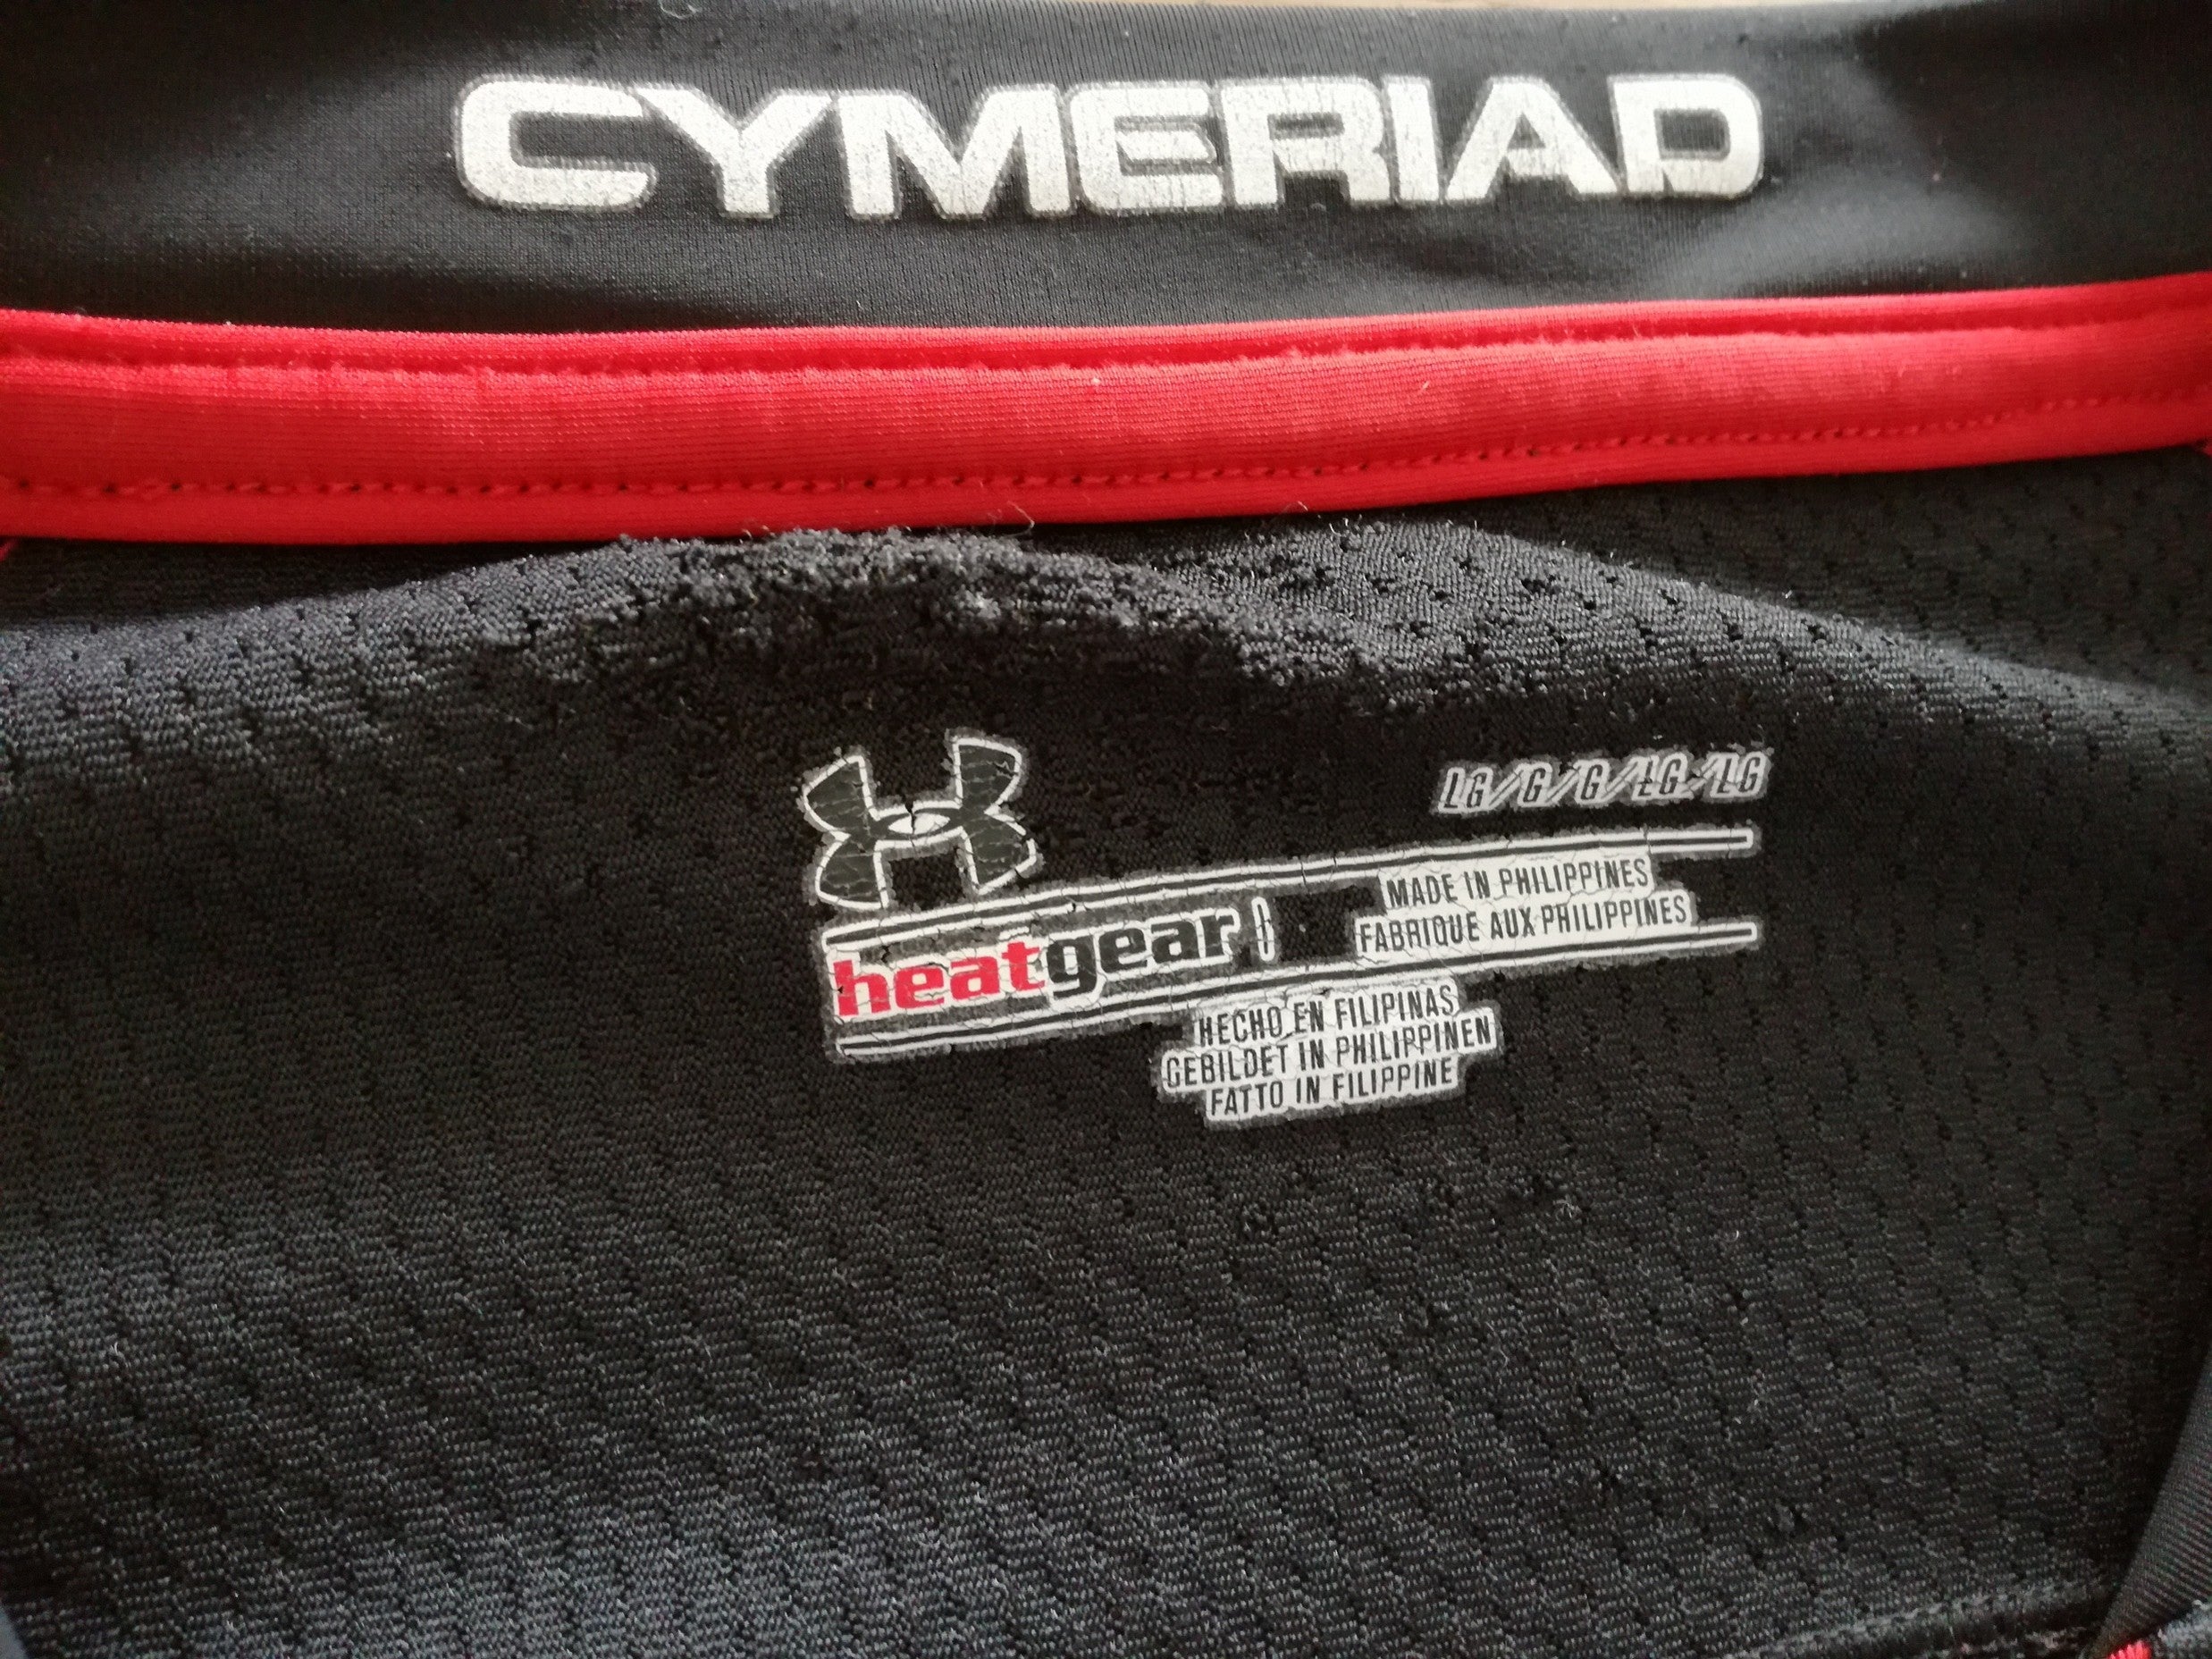 CYMERIAD
LG/G/G/LG/LG
MADE IN PHILIPPINES
FABRIQUE AUX PHILIPPINES
heatgear
HECHO EN FILIPINAS
GEBILDET IN PHILIPPINEN
FATTO IN FILIPPINE